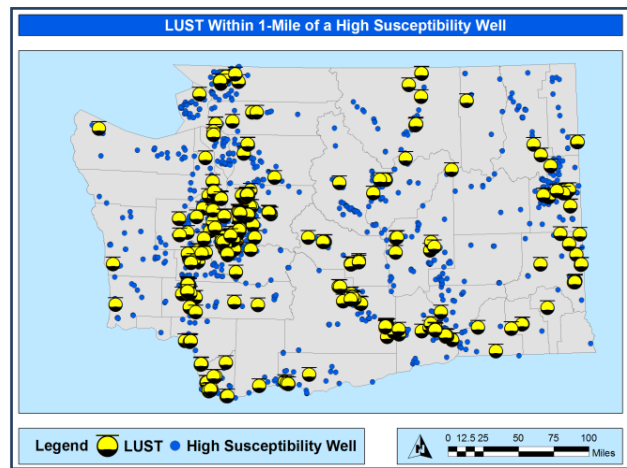 LUST Within 1-Mile of a High Susceptibility Well
Legend LUST High Susceptibility Well
N
0 12.5 25 50 75 100
Miles